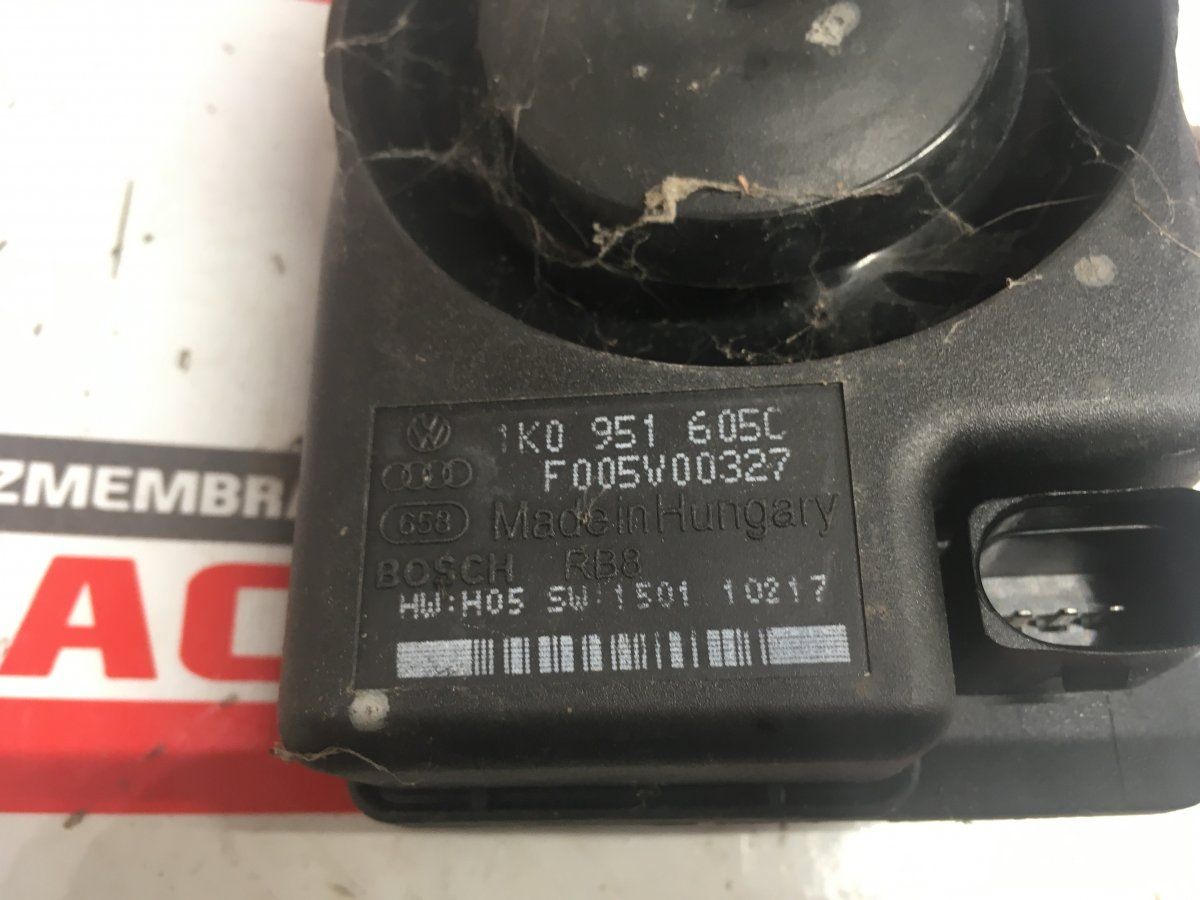 1K0 951 605C
F005V00327
658 Made in Hungary
BOSCH RB8
HW:H05 SW:1501 10217
ZMEMBRA
AC